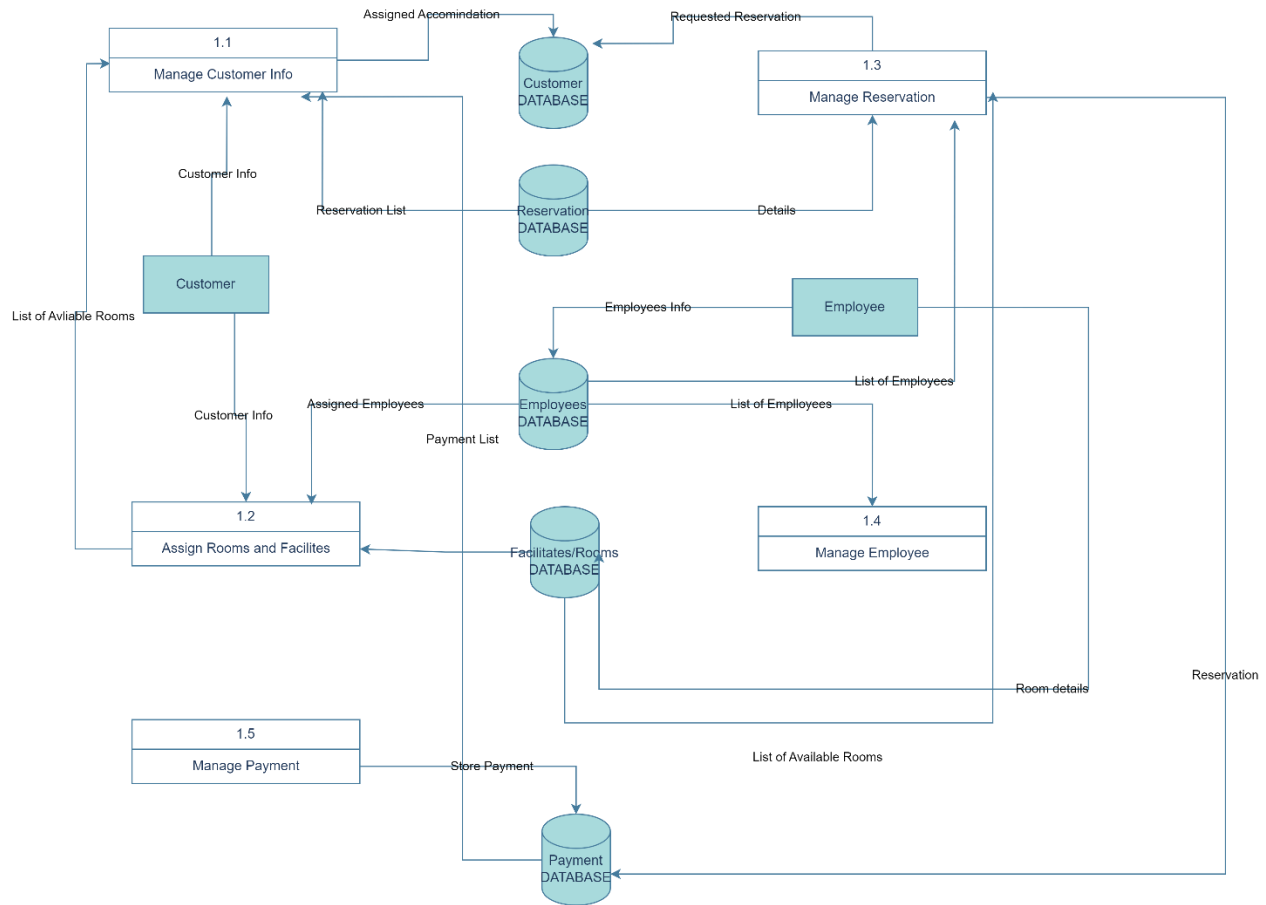 Assigned Accomindation
Requested Reservation
1.1
Manage Customer Info
1.3
Manage Reservation
Customer
DATABASE
Customer Info
Reservation List
Reservation
DATABASE
Details
Customer
List of Avliable Rooms
Employees Info
Employee
List of Employees
Assigned Employees
Employees
DATABASE
List of Emplloyees
Customer Info
Payment List
1.2
Assign Rooms and Facilites
Facilitates/Rooms
DATABASE
1.4
Manage Employee
Room details
Reservation
1.5
Manage Payment
Store Payment
List of Available Rooms
Payment
DATABASE